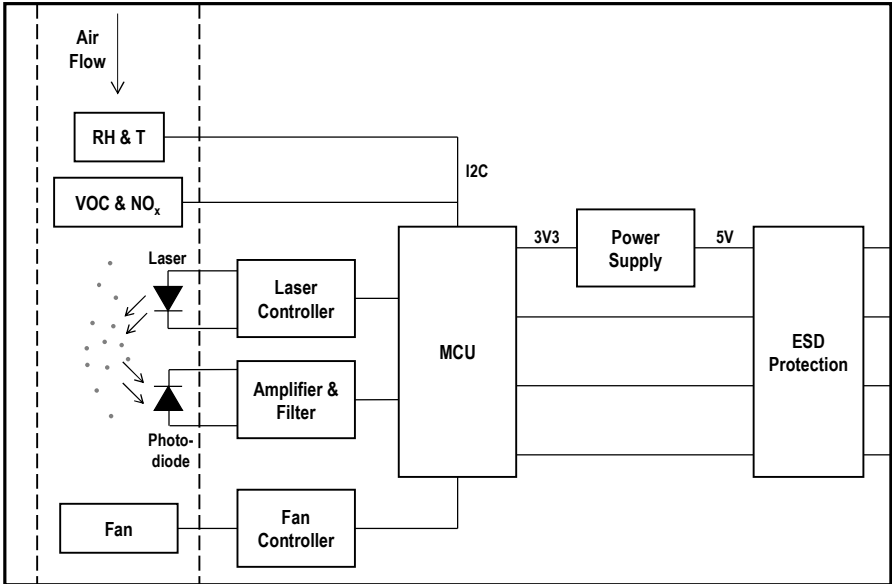 Air
Flow
RH & T
I2C
VOC & NOx
3V3
Power
Supply
5V
Laser
Laser
Controller
MCU
ESD
Protection
Amplifier &
Filter
Photo-
diode
Fan
Fan
Controller